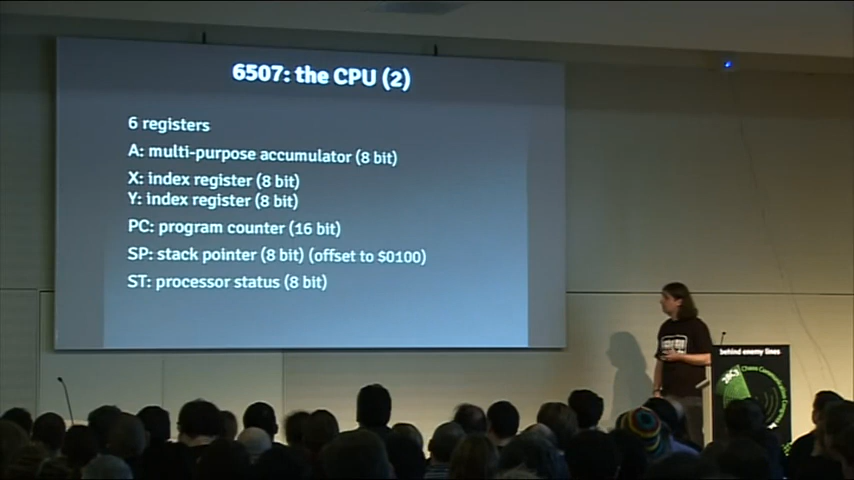 6507: the CPU (2)
6 registers
A: multi-purpose accumulator (8 bit)
X: index register (8 bit)
Y: index register (8 bit)
PC: program counter (16 bit)
SP: stack pointer (8 bit) (offset to $0100)
ST: processor status (8 bit)
behind enemy lines
28C3